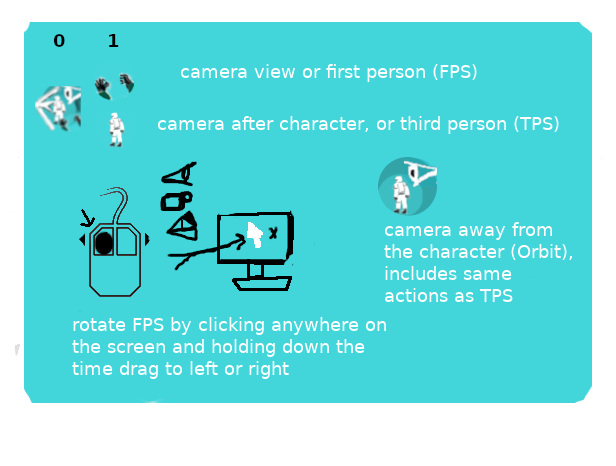 0 1
camera view or first person (FPS)
camera after character, or third person (TPS)
camera away from
the character (Orbit),
includes same
actions as TPS
rotate FPS by clicking anywhere on
the screen and holding down the
time drag to left or right